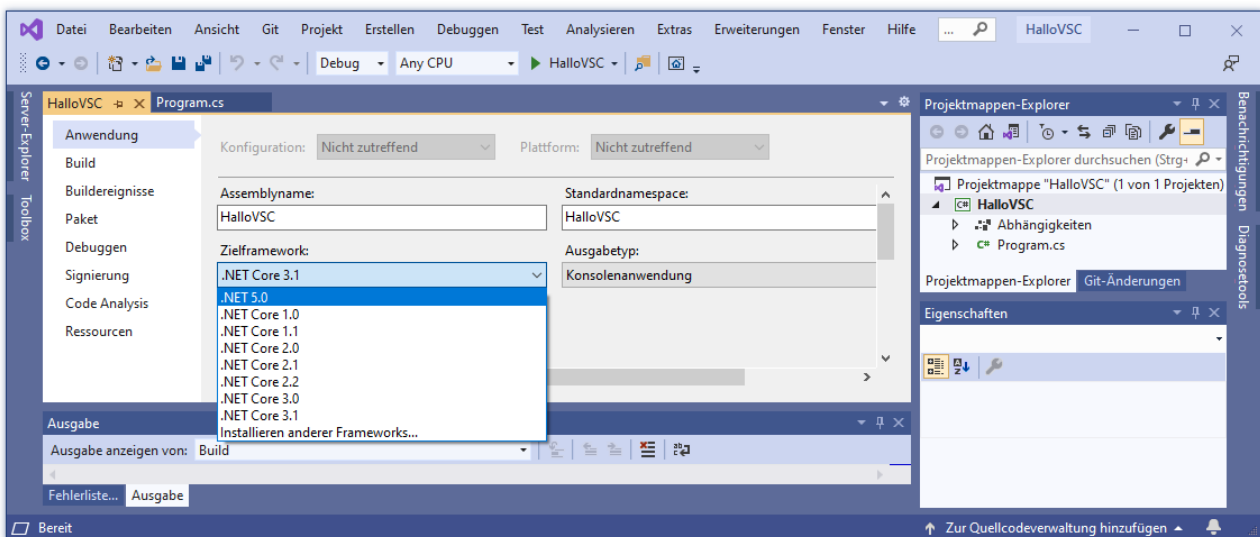 Datei Bearbeiten Ansicht Git Projekt Erstellen Debuggen Test Analysieren Extras Erweiterungen Fenster Hilfe ... HalloVSC
Debug Any CPU HalloVSC
Server-Explorer
Toolbox
HalloVSC Program.cs
Anwendung
Build
Buildereignisse
Paket
Debuggen
Signierung
Code Analysis
Ressourcen
Konfiguration: Nicht zutreffend Plattform: Nicht zutreffend
Assemblyname: Standardnamespace:
HalloVSC HalloVSC
Zielframework: Ausgabetyp:
.NET Core 3.1 Konsolenanwendung
.NET 5.0
.NET Core 1.0
.NET Core 1.1
.NET Core 2.0
.NET Core 2.1
.NET Core 2.2
.NET Core 3.0
.NET Core 3.1
Installieren anderer Frameworks...
Ausgabe
Ausgabe anzeigen von: Build
Fehlerliste... Ausgabe
Projektmappen-Explorer
Projektmappen-Explorer durchsuchen (Strg+
Projektmappe "HalloVSC" (1 von 1 Projekten)
C# HalloVSC
Abhängigkeiten
C# Program.cs
Projektmappen-Explorer Git-Änderungen
Eigenschaften
Benachrichtigungen
Diagnosetools
Bereit Zur Quellcodeverwaltung hinzufügen